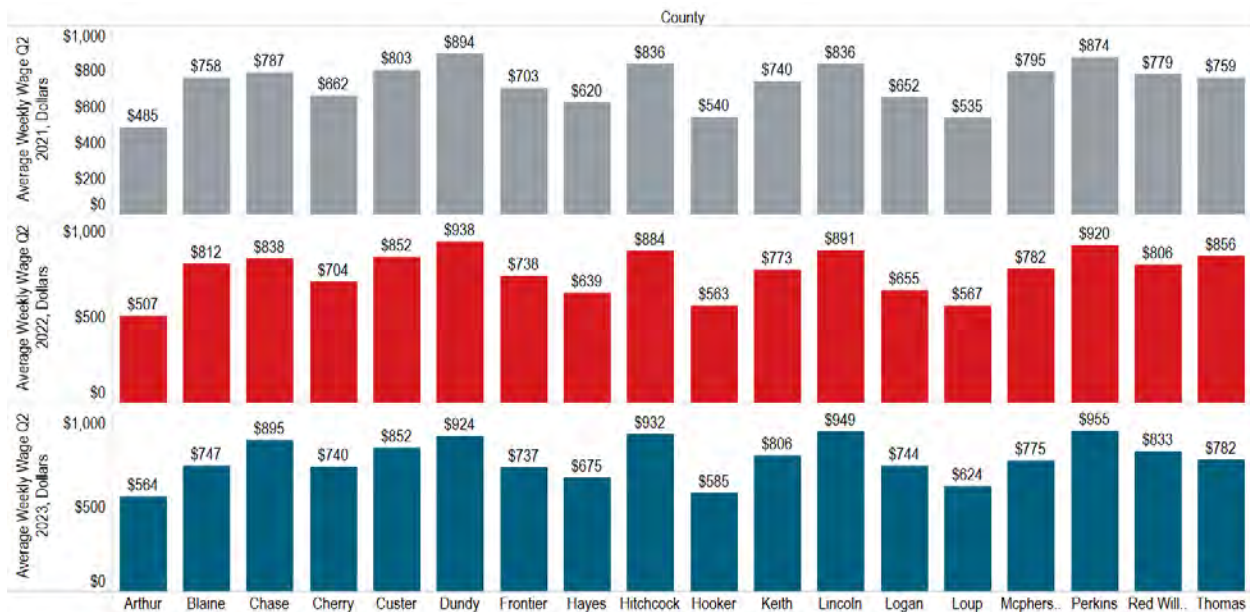 County
Average Weekly Wage Q2
2021, Dollars
$1,000
$800
$600
$400
$200
$0
$485
$758
$787
$662
$803
$894
$703
$620
$836
$540
$740
$836
$652
$535
$795
$874
$779
$759
Average Weekly Wage Q2
2022, Dollars
$1,000
$500
$0
$507
$812
$838
$704
$852
$938
$738
$639
$884
$563
$773
$891
$655
$567
$782
$920
$806
$856
Average Weekly Wage Q2
2023, Dollars
$1,000
$500
$0
$564
$747
$895
$740
$852
$924
$737
$675
$932
$585
$806
$949
$744
$624
$775
$955
$833
$782
Arthur
Blaine
Chase
Cherry
Custer
Dundy
Frontier
Hayes
Hitchcock
Hooker
Keith
Lincoln
Logan
Loup
Mcphers..
Perkins
Red Will..
Thomas